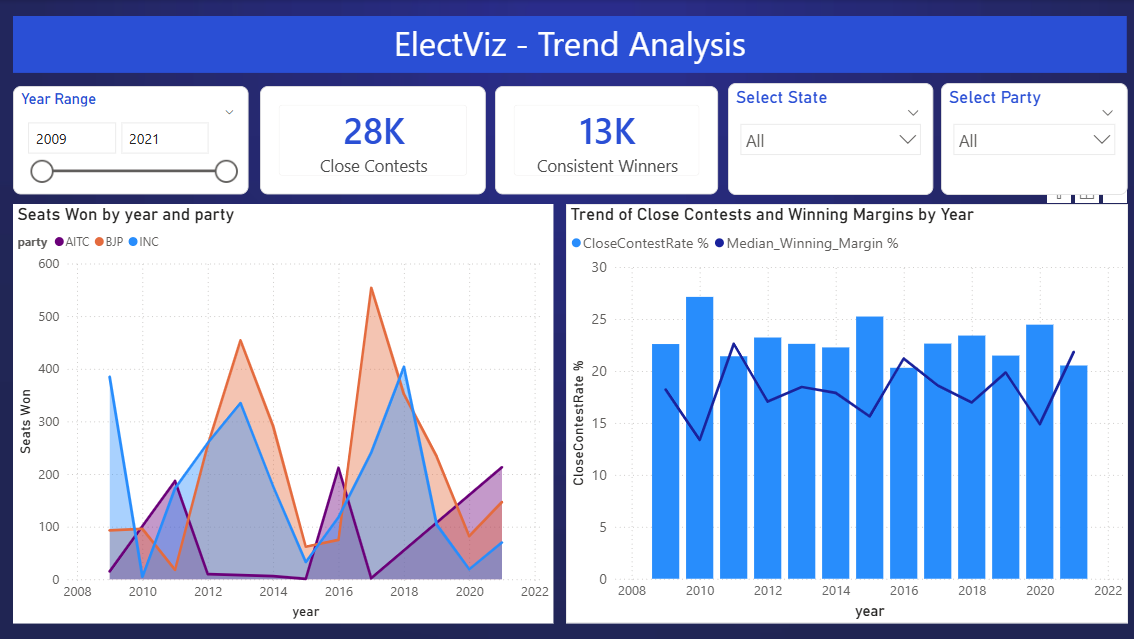 ElectViz - Trend Analysis
Year Range
2009 2021
28K
Close Contests
13K
Consistent Winners
Select State
All
Select Party
All
Seats Won by year and party
party AITC BJP INC
600
500
400
300
200
100
0
Seats Won
2008 2010 2012 2014 2016 2018 2020 2022
year
Trend of Close Contests and Winning Margins by Year
CloseContestRate % Median_Winning_Margin %
30
25
20
15
10
5
0
CloseContestRate %
2008 2010 2012 2014 2016 2018 2020 2022
year